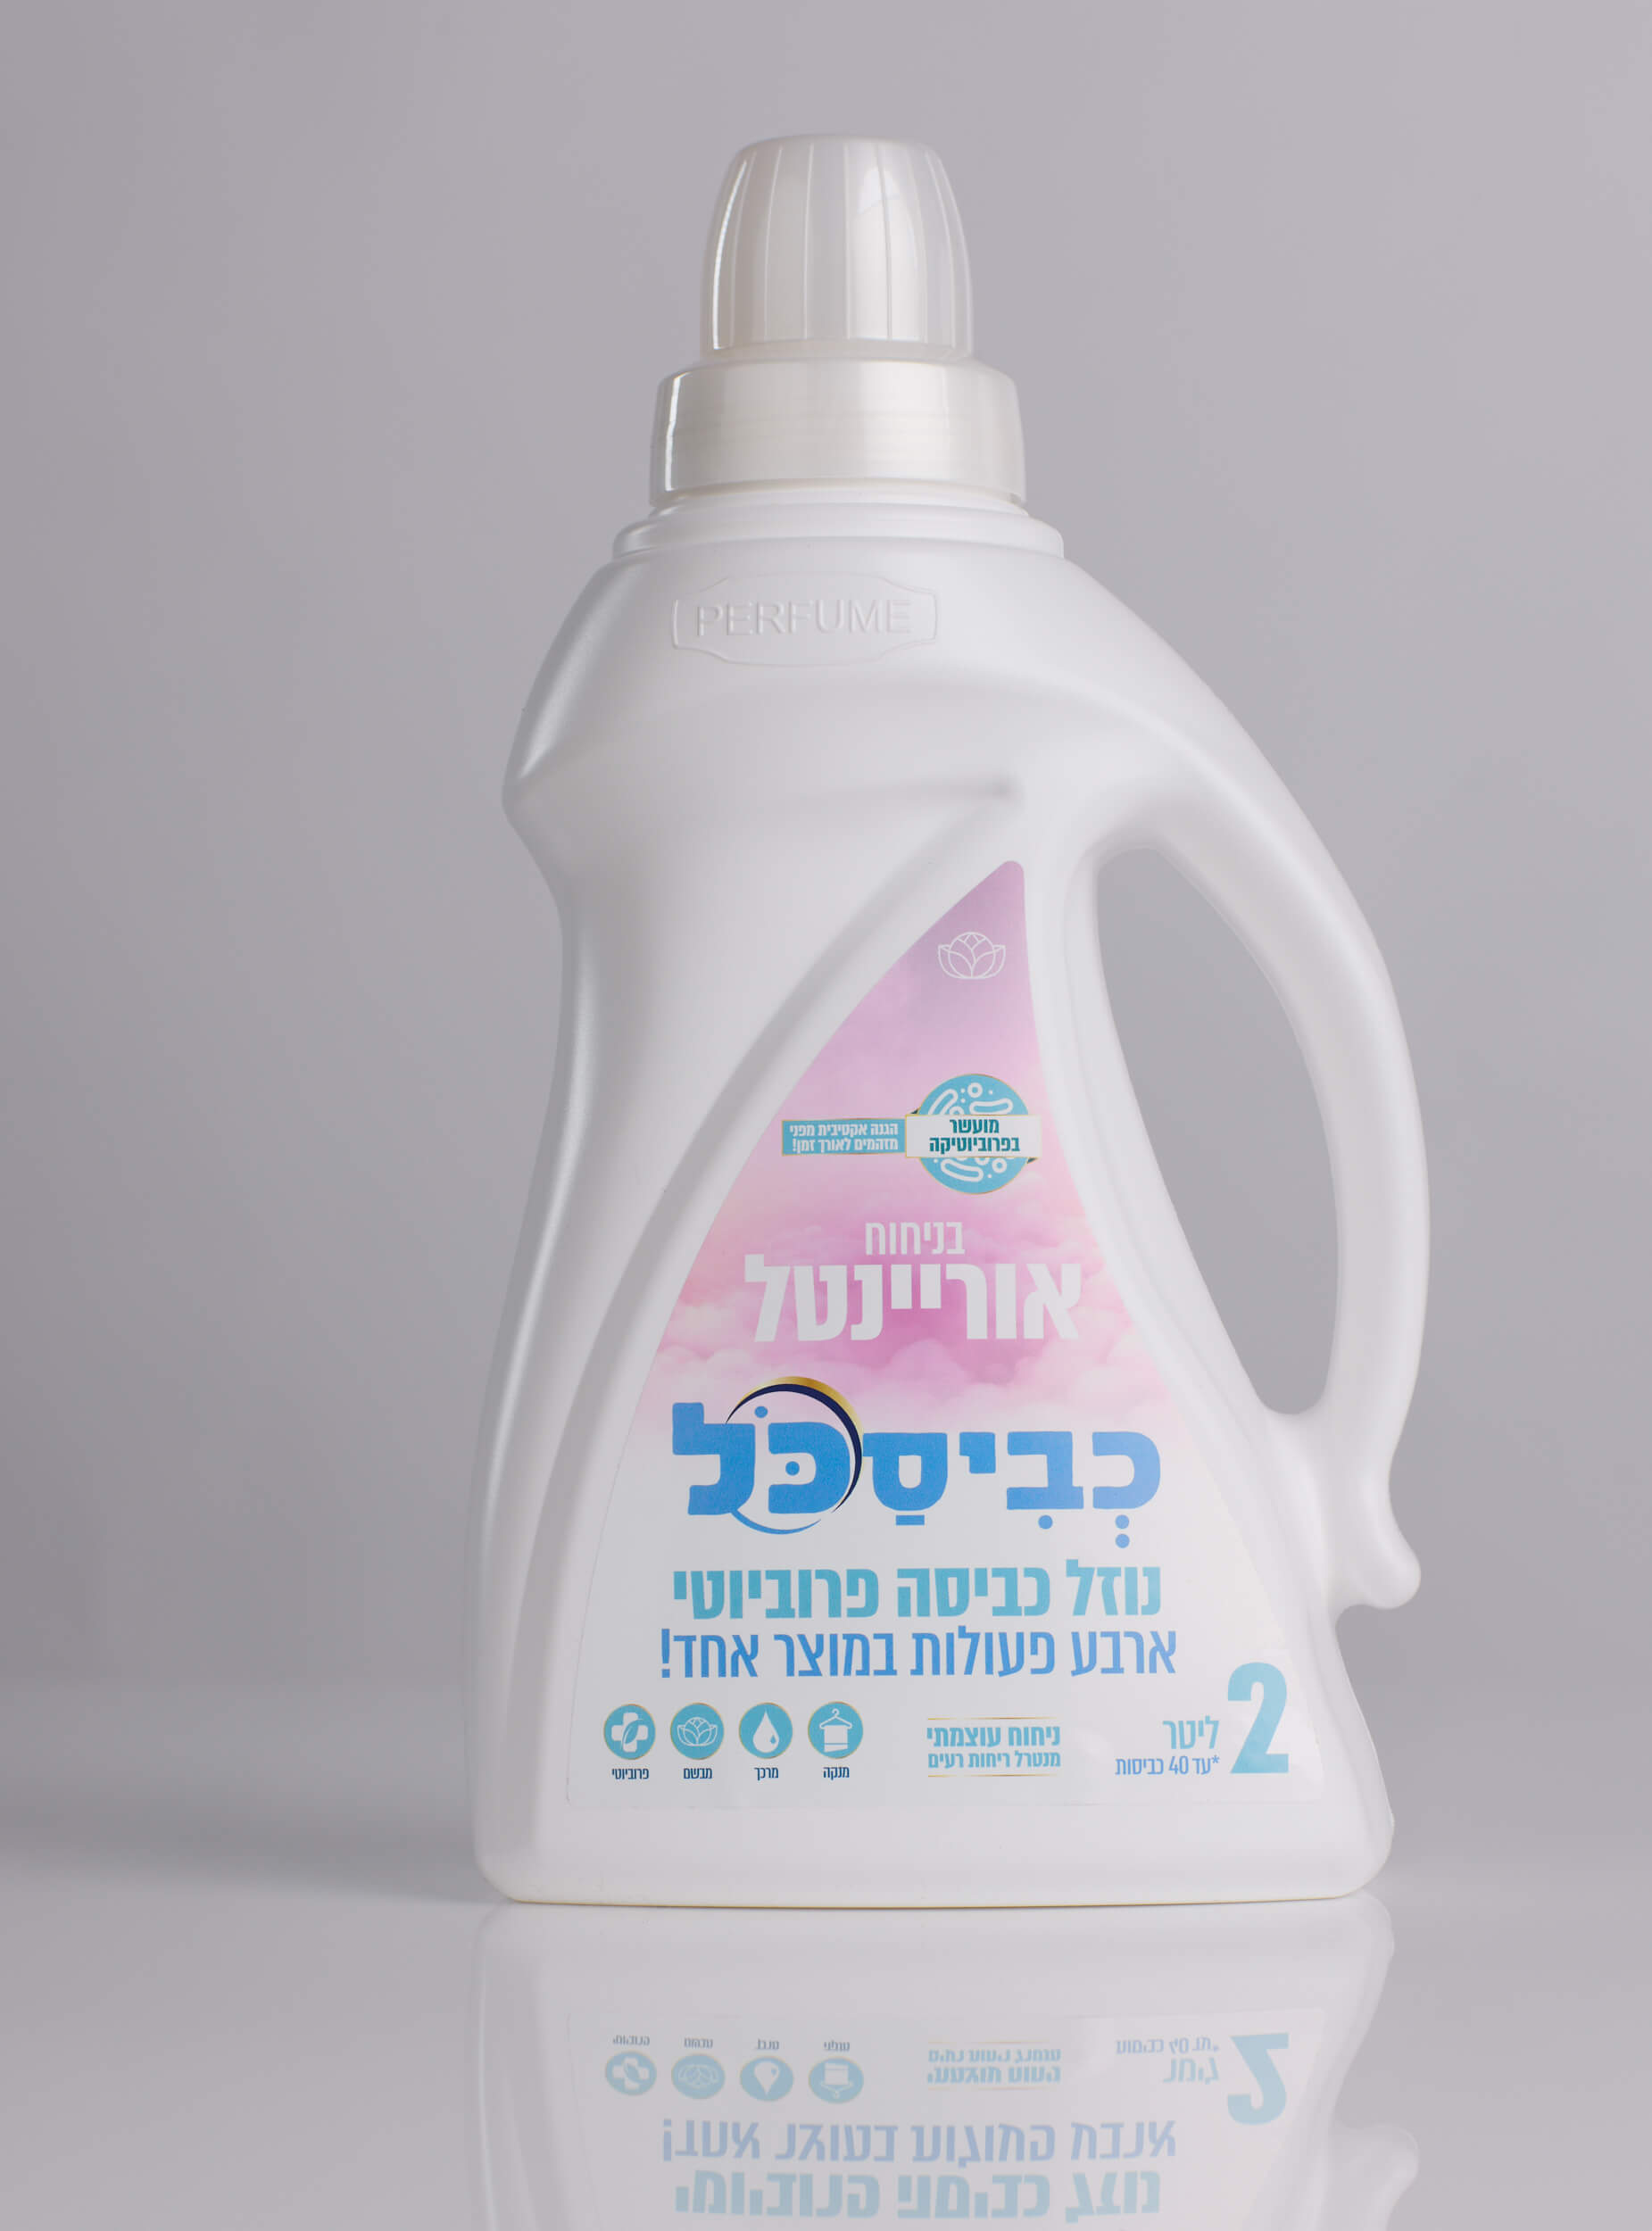 PERFUME
מועשר
בפרוביוטיקה
הגנה אקטיבית מפני
מזהמים לאורך זמן!
בניחוח
אוריינטל
כְּבִיסַכֹּל
נוזל כביסה פרוביוטי
ארבע פעולות במוצר אחד!
2
ליטר
*עד 40 כביסות
ניחוח עוצמתי
מנטרל ריחות רעים
מנקה
מרכך
מבשם
פרוביוטי